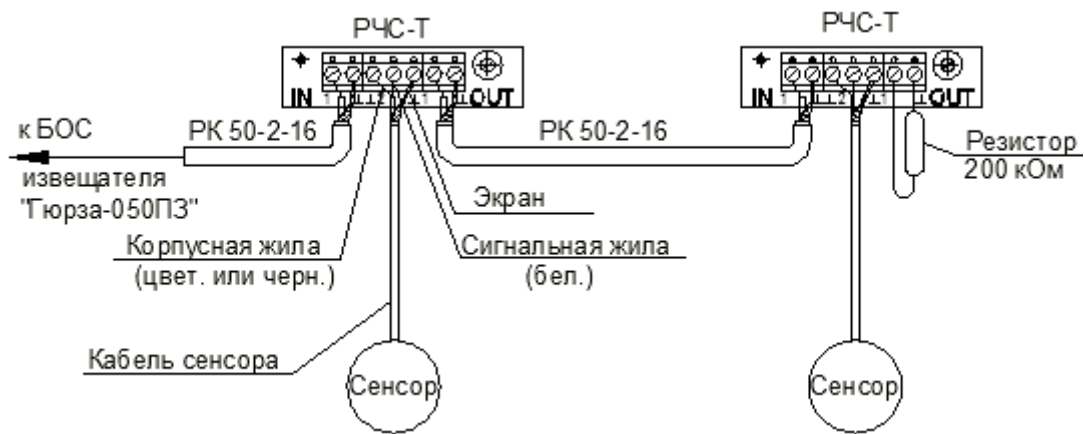 РЧС-Т
РЧС-Т
IN
OUT
IN
OUT
к БОС
РК 50-2-16
РК 50-2-16
Резистор
200 кОм
извещателя
"Гюрза-050ПЗ"
Экран
Корпусная жила
(цвет. или черн.)
Сигнальная жила
(бел.)
Кабель сенсора
Сенсор
Сенсор